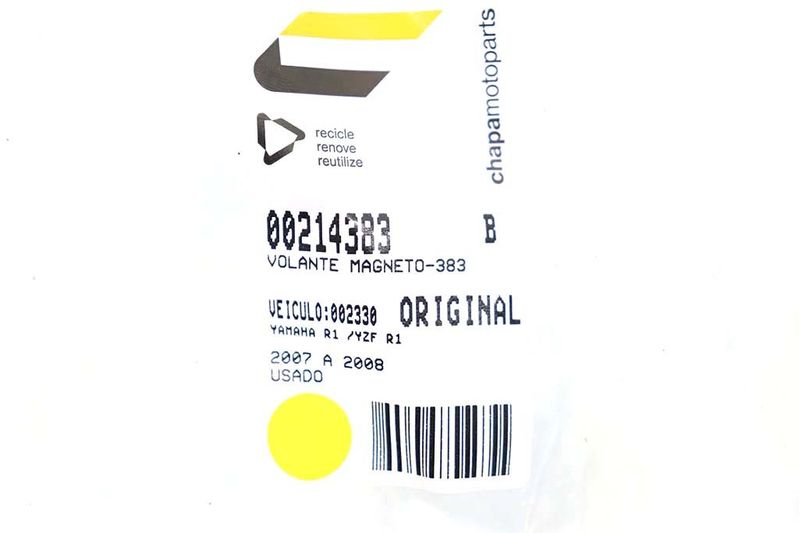 chapamotoparts
recicle
renove
reutilize
00214383
B
VOLANTE MAGNETO-383
VEICULO:002330 ORIGINAL
YAMAHA R1 /YZF R1
2007 A 2008
USADO